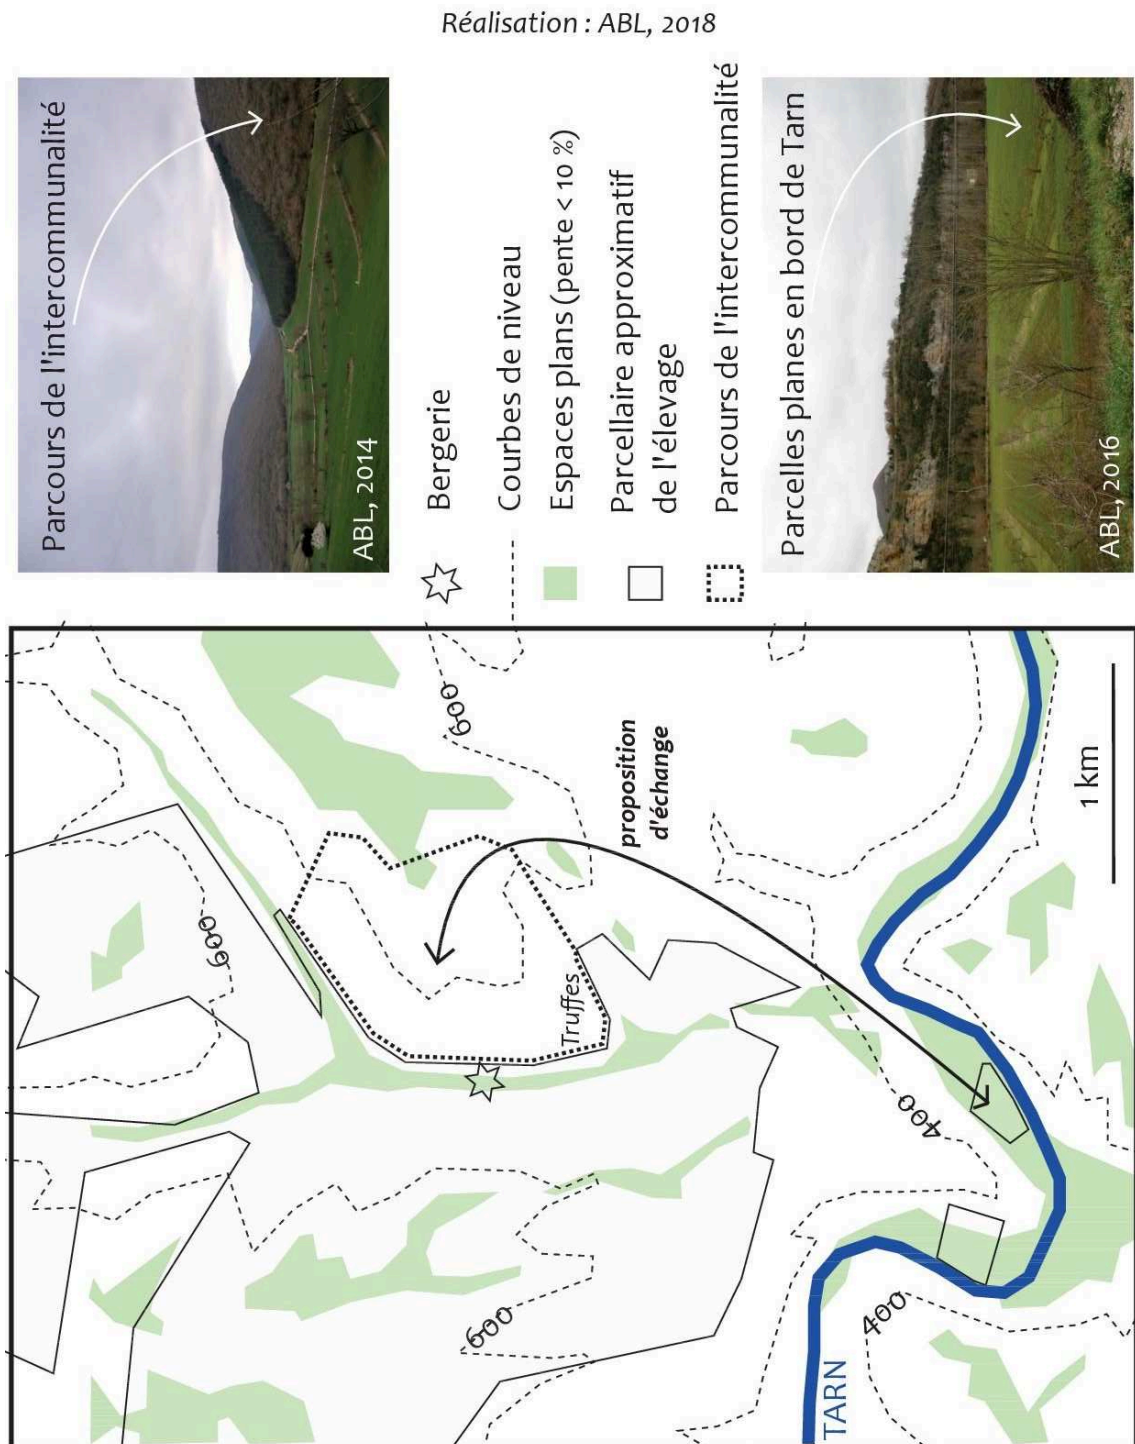 Réalisation : ABL, 2018
Parcours de l'intercommunalité
ABL, 2014
Bergerie
Courbes de niveau
Espaces plans (pente < 10 %)
Parcellaire approximatif
de l'élevage
Parcours de l'intercommunalité
Parcelles planes en bord de Tarn
ABL, 2016
600
600
proposition
d'échange
Truffes
1 km
400
600
400
TARN